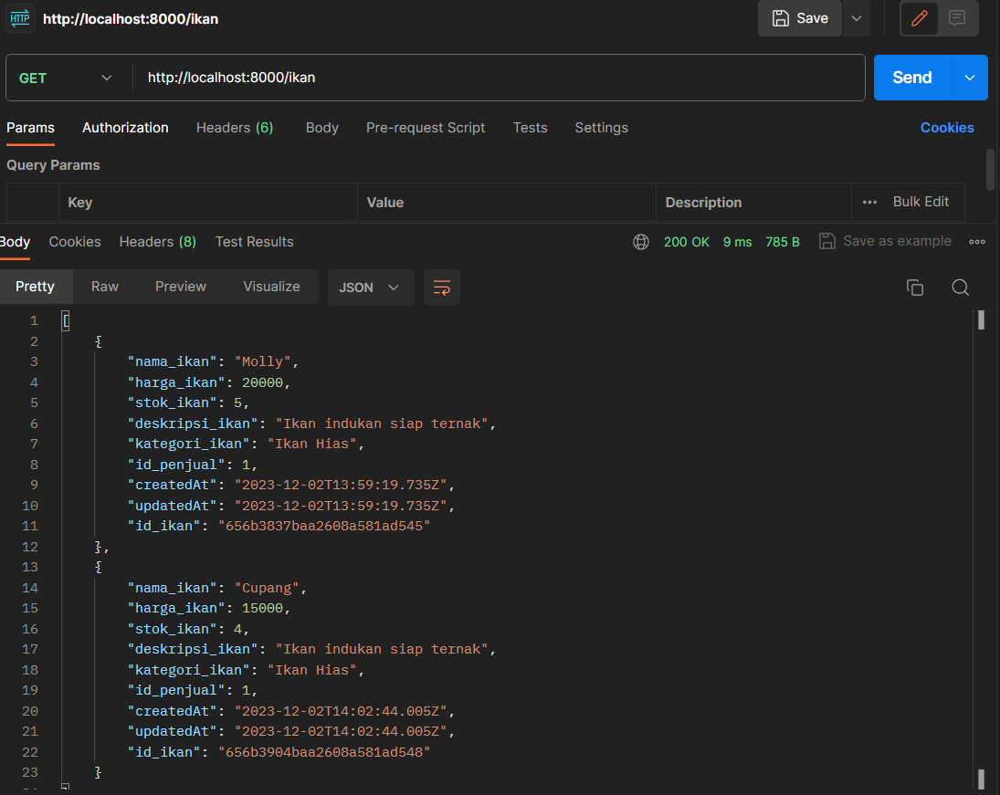 HTTP http://localhost:8000/ikan Save
GET http://localhost:8000/ikan Send
Params Authorization Headers (6) Body Pre-request Script Tests Settings Cookies
Query Params
Key Value Description Bulk Edit
Body Cookies Headers (8) Test Results 200 OK 9 ms 785 B Save as example
Pretty Raw Preview Visualize JSON
1 [
2 {
3 "nama_ikan": "Molly",
4 "harga_ikan": 20000,
5 "stok_ikan": 5,
6 "deskripsi_ikan": "Ikan indukan siap ternak",
7 "kategori_ikan": "Ikan Hias",
8 "id_penjual": 1,
9 "createdAt": "2023-12-02T13:59:19.735Z",
10 "updatedAt": "2023-12-02T13:59:19.735Z",
11 "id_ikan": "656b3837baa2608a581ad545"
12 },
13 {
14 "nama_ikan": "Cupang",
15 "harga_ikan": 15000,
16 "stok_ikan": 4,
17 "deskripsi_ikan": "Ikan indukan siap ternak",
18 "kategori_ikan": "Ikan Hias",
19 "id_penjual": 1,
20 "createdAt": "2023-12-02T14:02:44.005Z",
21 "updatedAt": "2023-12-02T14:02:44.005Z",
22 "id_ikan": "656b3904baa2608a581ad548"
23 }